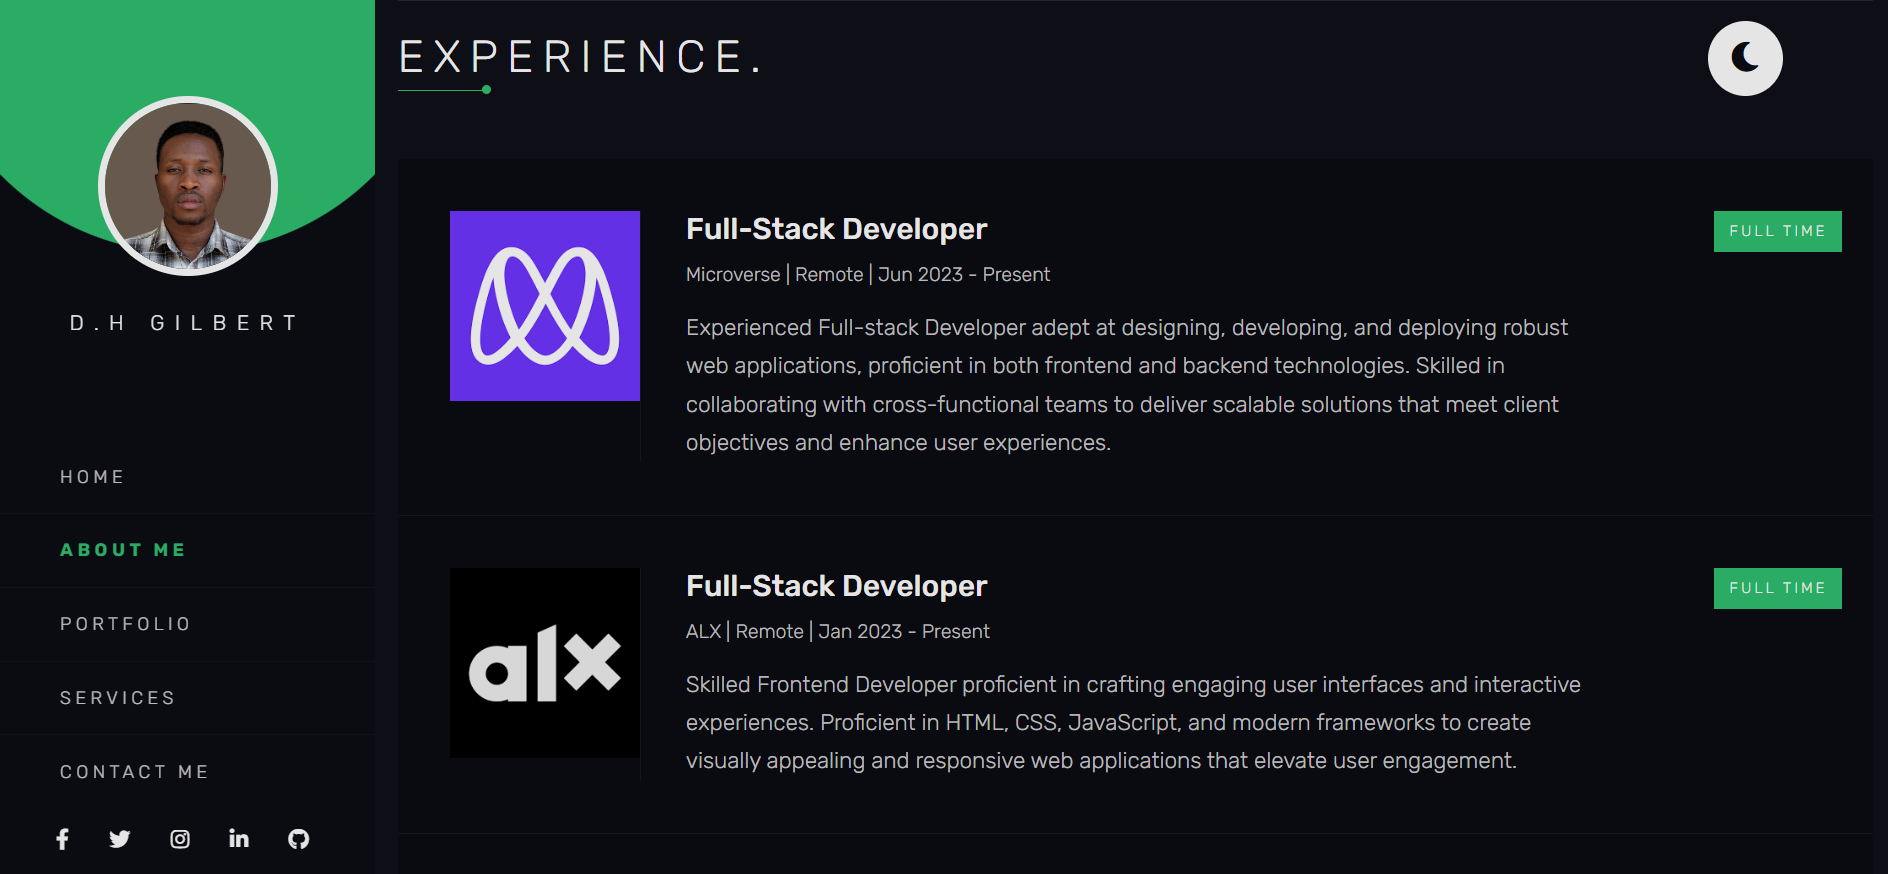 D.H GILBERT
HOME
ABOUT ME
PORTFOLIO
SERVICES
CONTACT ME
EXPERIENCE.
Full-Stack Developer
FULL TIME
Microverse | Remote | Jun 2023 - Present
Experienced Full-stack Developer adept at designing, developing, and deploying robust
web applications, proficient in both frontend and backend technologies. Skilled in
collaborating with cross-functional teams to deliver scalable solutions that meet client
objectives and enhance user experiences.
alx
Full-Stack Developer
FULL TIME
ALX | Remote | Jan 2023 - Present
Skilled Frontend Developer proficient in crafting engaging user interfaces and interactive
experiences. Proficient in HTML, CSS, JavaScript, and modern frameworks to create
visually appealing and responsive web applications that elevate user engagement.